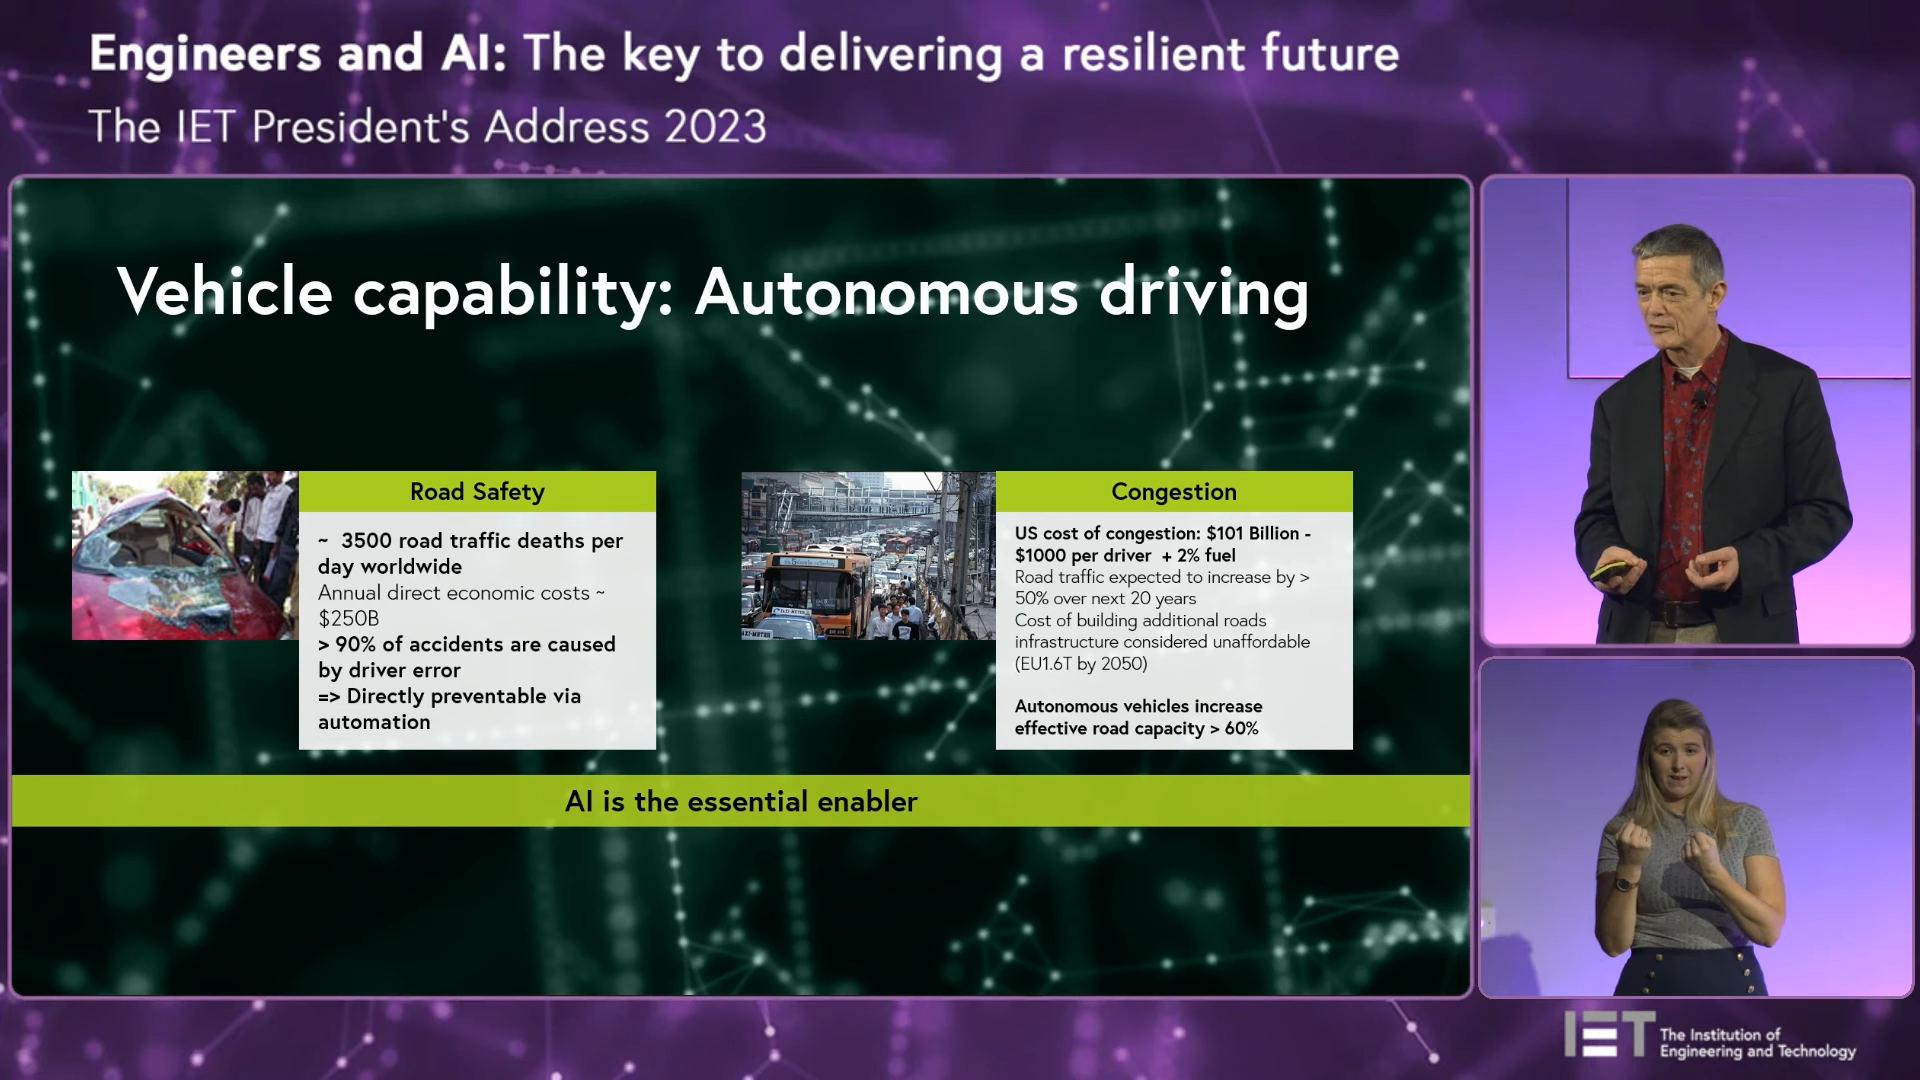 Engineers and AI: The key to delivering a resilient future
The IET President's Address 2023
Vehicle capability: Autonomous driving
Road Safety
~ 3500 road traffic deaths per
day worldwide
Annual direct economic costs ~
$250B
> 90% of accidents are caused
by driver error
=> Directly preventable via
automation
Congestion
US cost of congestion: $101 Billion -
$1000 per driver + 2% fuel
Road traffic expected to increase by >
50% over next 20 years
Cost of building additional roads
infrastructure considered unaffordable
(EU1.6T by 2050)
Autonomous vehicles increase
effective road capacity > 60%
AI is the essential enabler
IET
The Institution of
Engineering and Technology